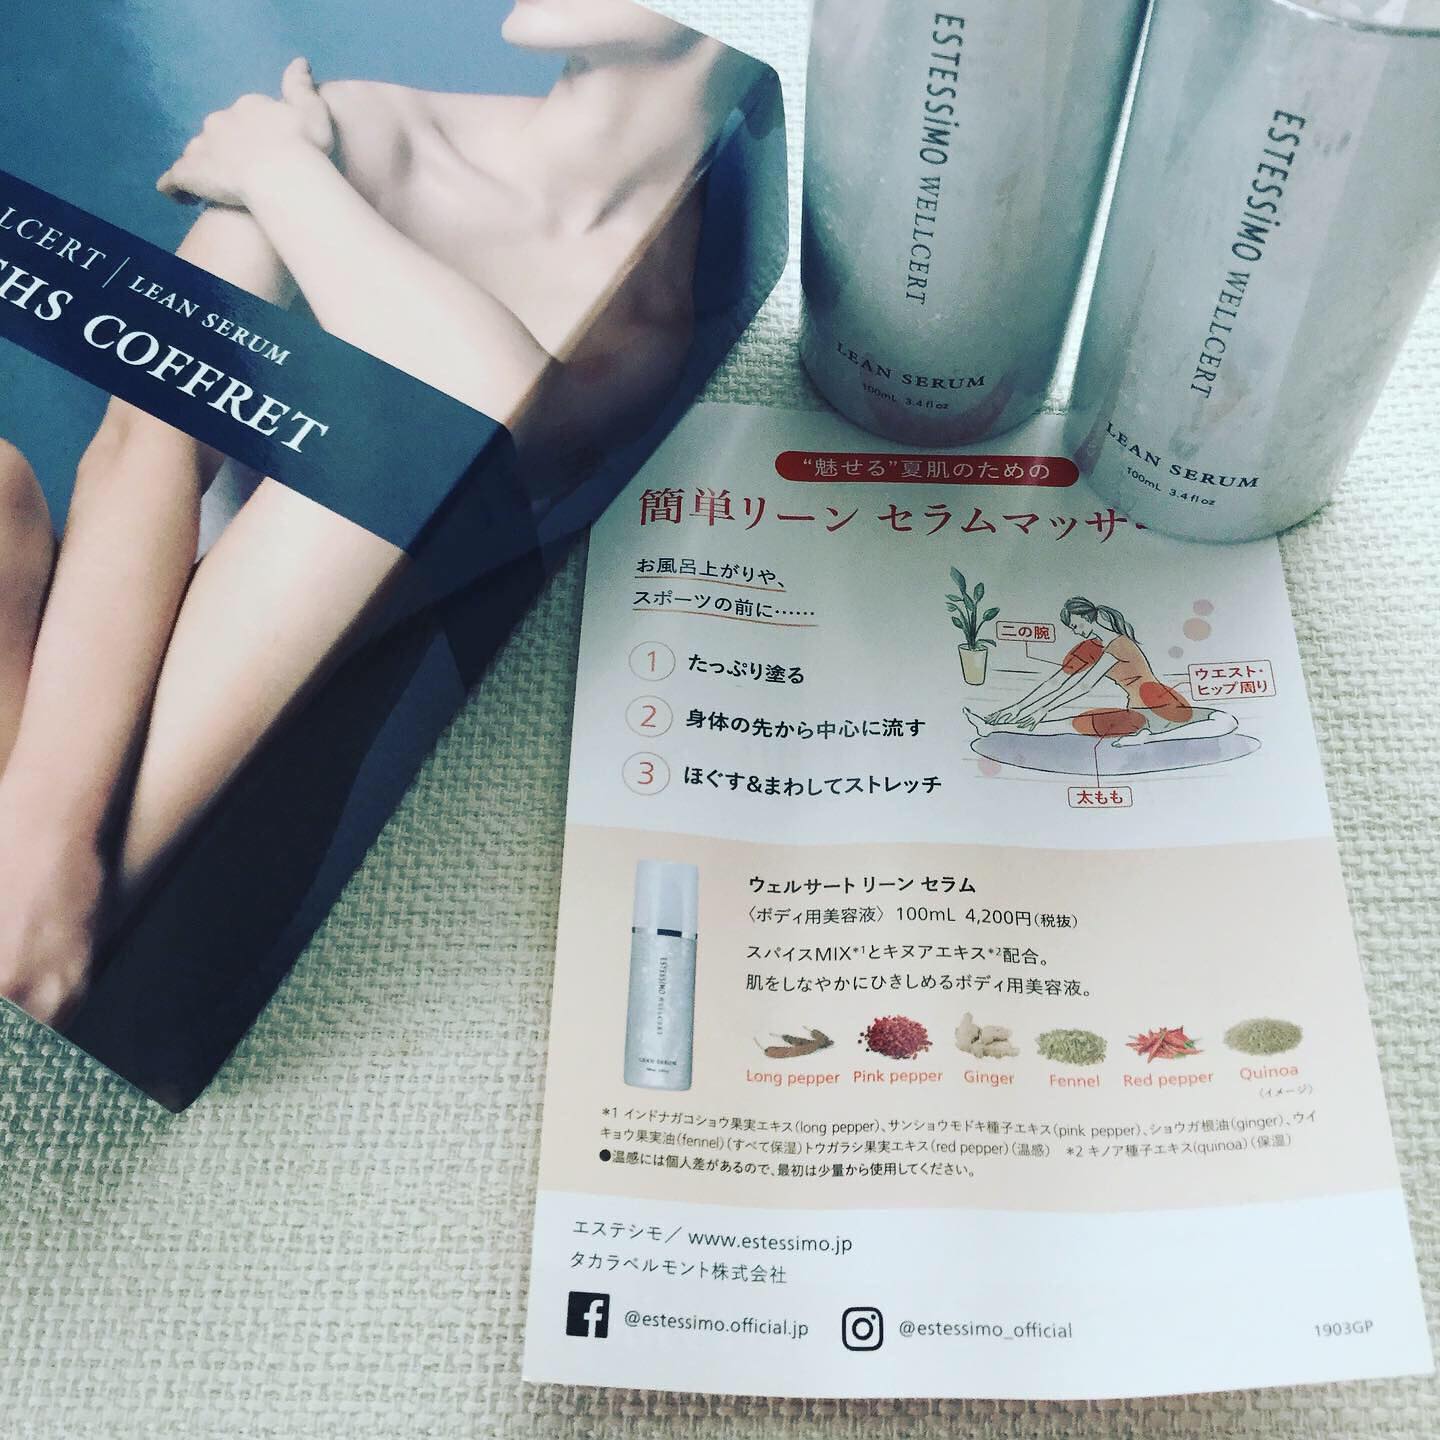 LCERT | LEAN SERUM
COFFRET
ESTESSiMO WELLCERT
LEAN SERUM
100mL 3.4fl oz
ESTESSiMO WELLCERT
LEAN SERUM
100mL 3.4fl oz
“魅せる”夏肌のための
簡単リーン セラムマッサ
お風呂上がりや、
スポーツの前に……
1 たっぷり塗る
2 身体の先から中心に流す
3 ほぐす&まわしてストレッチ
二の腕
ウエスト・
ヒップ周り
太もも
ウェルサート リーン セラム
〈ボディ用美容液〉 100mL 4,200円(税抜)
スパイスMIX*1とキヌアエキス*2配合。
肌をしなやかにひきしめるボディ用美容液。
ESTESSiMO WELLCERT
LEAN SERUM
Long pepper Pink pepper Ginger Fennel Red pepper Quinoa
(イメージ)
*1 インドナガコショウ果実エキス(long pepper)、サンショウモドキ種子エキス(pink pepper)、ショウガ根油(ginger)、ウイ
キョウ果実油(fennel)(すべて保湿)トウガラシ果実エキス(red pepper)(温感) *2 キノア種子エキス(quinoa)(保湿)
●温感には個人差があるので、最初は少量から使用してください。
エステシモ／www.estessimo.jp
タカラベルモント株式会社
@estessimo.official.jp @estessimo_official
1903GP